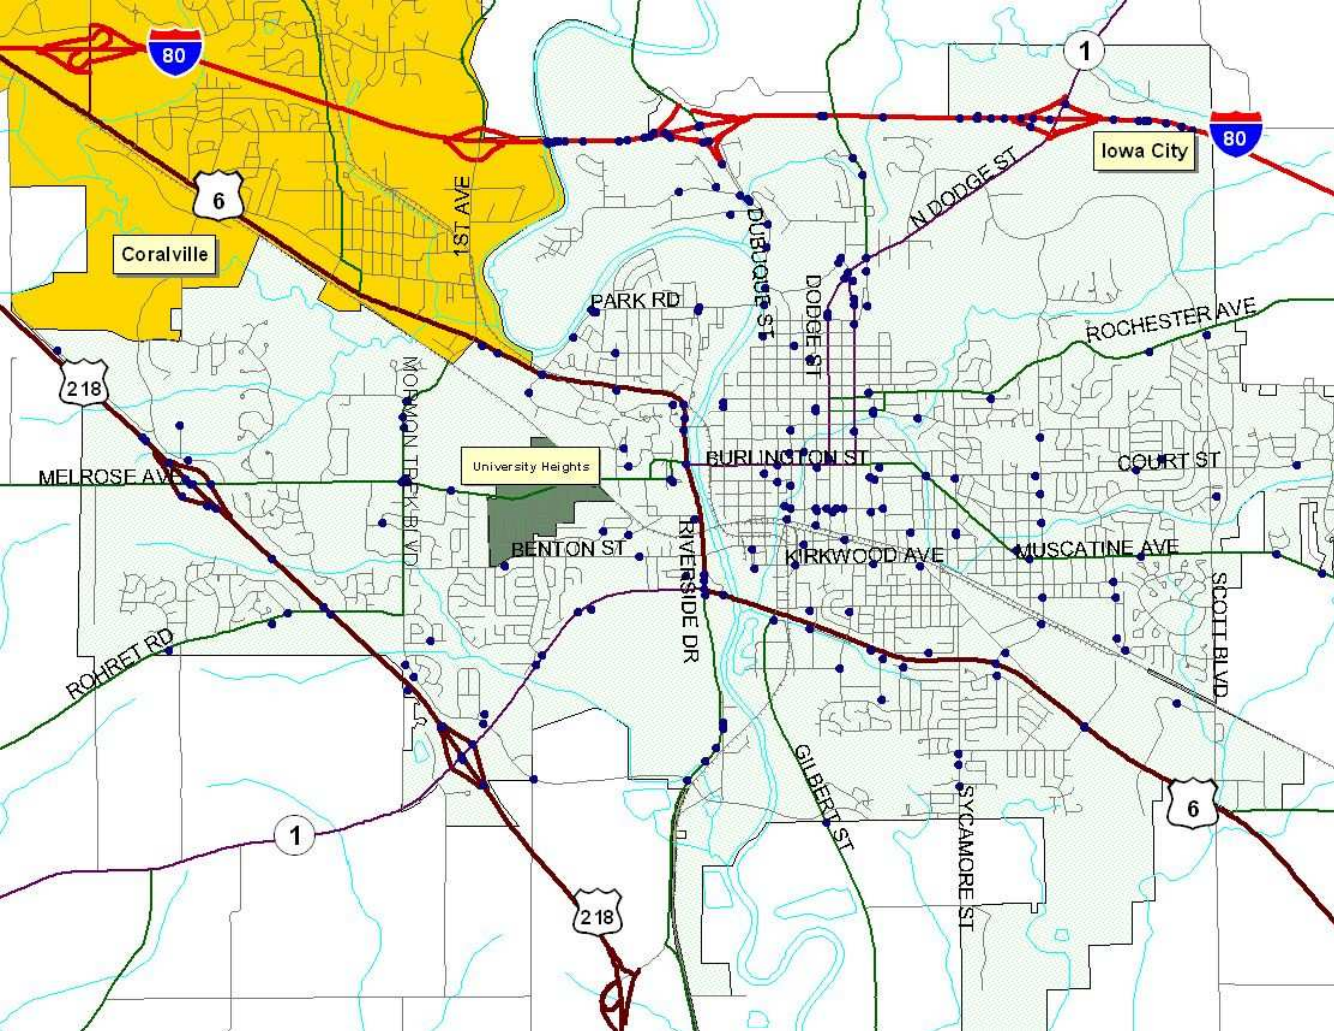 80
1
Iowa City
80
6
1ST AVE
N DODGE ST
Coralville
DUBUQUE ST
PARK RD
DODGE ST
ROCHESTER AVE
218
MORMON TREK BLVD
University Heights
BURLINGTON ST
COURT ST
MELROSE AVE
RIVERSIDE DR
BENTON ST
KIRKWOOD AVE
MUSCATINE AVE
SCOTT BLVD
ROHRET RD
GILBERT ST
SYCAMORE ST
6
1
218